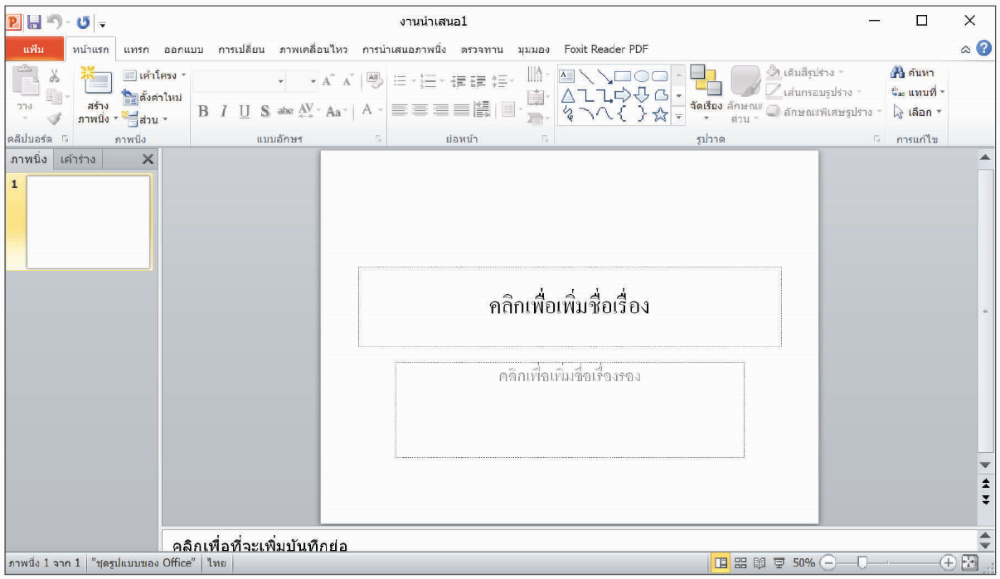 งานนำเสนอ1
แฟ้ม หน้าแรก แทรก ออกแบบ การเปลี่ยน ภาพเคลื่อนไหว การนำเสนอภาพนิ่ง ตรวจทาน มุมมอง Foxit Reader PDF
วาง
สร้าง
ภาพนิ่ง
เค้าโครง
ตั้งค่าใหม่
ส่วน
B I U S abc AV Aa A
A A
จัดเรียง
ลักษณะ
ด่วน
เติมสีรูปร่าง
เส้นกรอบรูปร่าง
ลักษณะพิเศษรูปร่าง
ค้นหา
แทนที่
เลือก
คลิปบอร์ด ภาพนิ่ง แบบอักษร ย่อหน้า รูปวาด การแก้ไข
ภาพนิ่ง เค้าร่าง
1
คลิกเพื่อเพิ่มชื่อเรื่อง
คลิกเพื่อเพิ่มชื่อเรื่องรอง
คลิกเพื่อที่จะเพิ่มบันทึกย่อ
ภาพนิ่ง 1 จาก 1 "ชุดรูปแบบของ Office" ไทย 50%